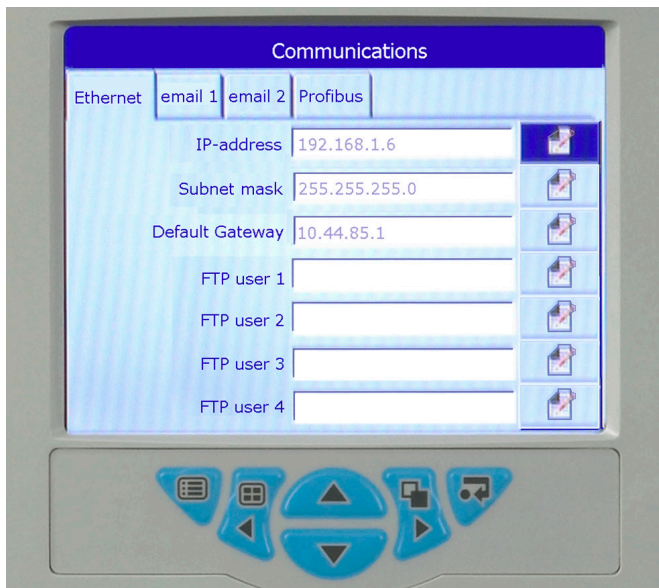 Communications
Ethernet email 1 email 2 Profibus
IP-address 192.168.1.6
Subnet mask 255.255.255.0
Default Gateway 10.44.85.1
FTP user 1
FTP user 2
FTP user 3
FTP user 4